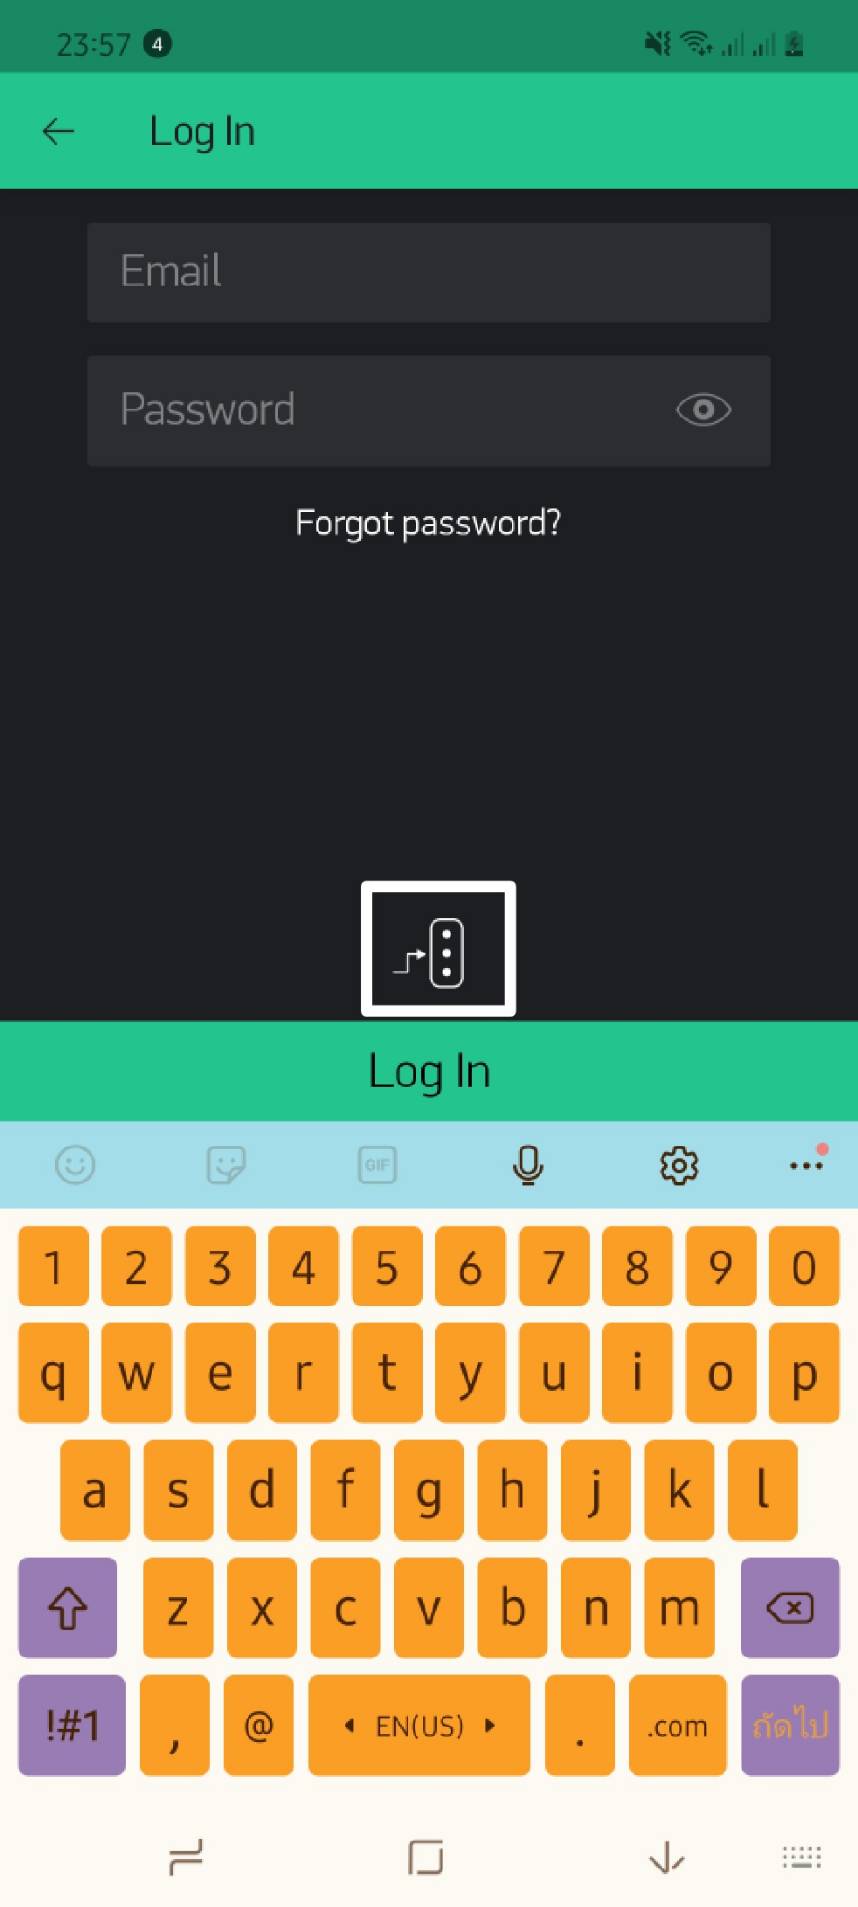 23:57 4
Log In
Email
Password
Forgot password?
Log In
GIF
1 2 3 4 5 6 7 8 9 0
q w e r t y u i o p
a s d f g h j k l
z x c v b n m
!#1 , @ EN(US) . .com ถัดไป